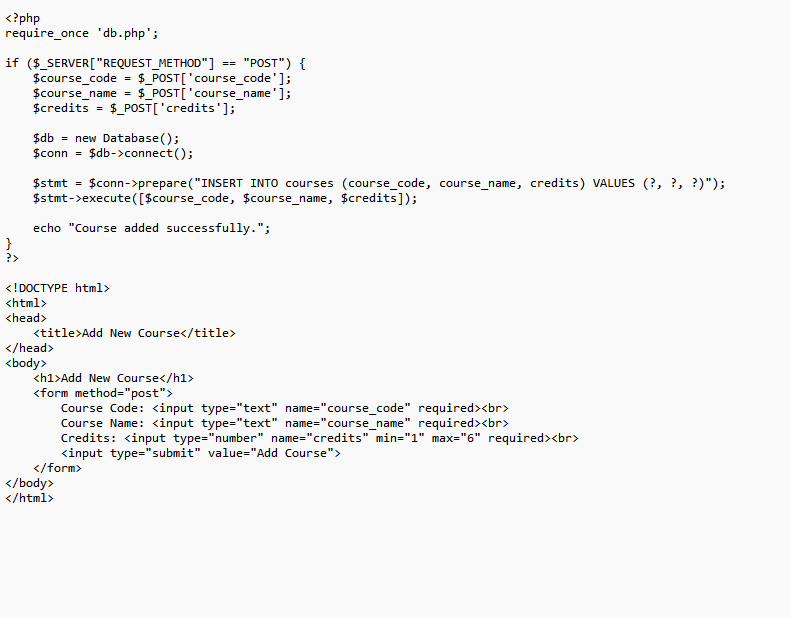 <?php
require_once 'db.php';

if ($_SERVER["REQUEST_METHOD"] == "POST") {
    $course_code = $_POST['course_code'];
    $course_name = $_POST['course_name'];
    $credits = $_POST['credits'];

    $db = new Database();
    $conn = $db->connect();

    $stmt = $conn->prepare("INSERT INTO courses (course_code, course_name, credits) VALUES (?, ?, ?)");
    $stmt->execute([$course_code, $course_name, $credits]);

    echo "Course added successfully.";
}
?>

<!DOCTYPE html>
<html>
<head>
    <title>Add New Course</title>
</head>
<body>
    <h1>Add New Course</h1>
    <form method="post">
        Course Code: <input type="text" name="course_code" required><br>
        Course Name: <input type="text" name="course_name" required><br>
        Credits: <input type="number" name="credits" min="1" max="6" required><br>
        <input type="submit" value="Add Course">
    </form>
</body>
</html>